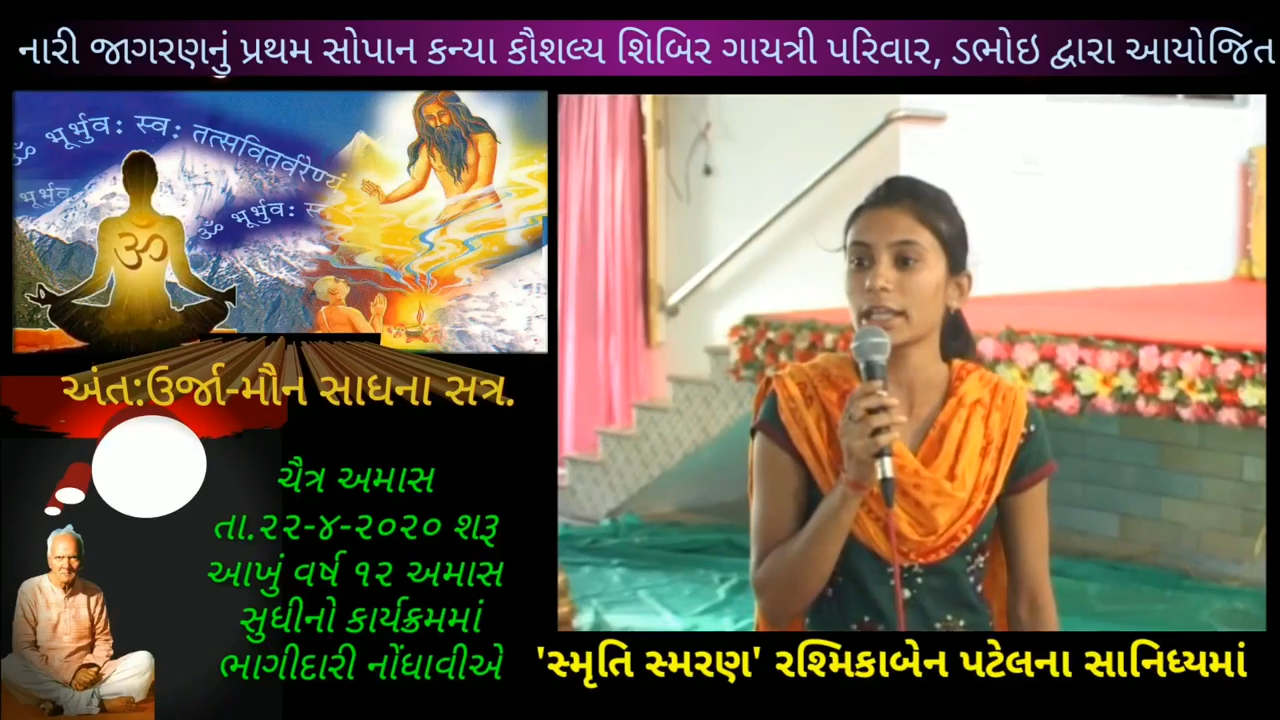 નારી જાગરણનું પ્રથમ સોપાન કન્યા કૌશલ્ય શિબિર ગાયત્રી પરિવાર, ડભોઇ દ્વારા આયોજિત
ॐ भूर्भुवः स्वः तत्सवितुर्वरेण्यं
भूर्भुवः
ॐ भूर्भुवः
ॐ
અંત:ઉર્જા-મૌન સાધના સત્ર.
ચૈત્ર અમાસ
તા.૨૨-૪-૨૦૨૦ શરૂ
આખું વર્ષ ૧૨ અમાસ
સુધીનો કાર્યક્રમમાં
ભાગીદારી નોંધાવીએ
'સ્મૃતિ સ્મરણ' રશ્મિકાબેન પટેલના સાનિધ્યમાં